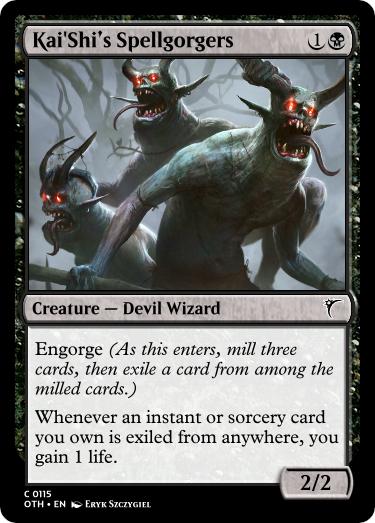 Kai'Shi's Spellgorgers 1
Creature — Devil Wizard
Engorge (As this enters, mill three
cards, then exile a card from among the
milled cards.)
Whenever an instant or sorcery card
you own is exiled from anywhere, you
gain 1 life.
2/2
C 0115
OTH • EN Eryk Szczygiel